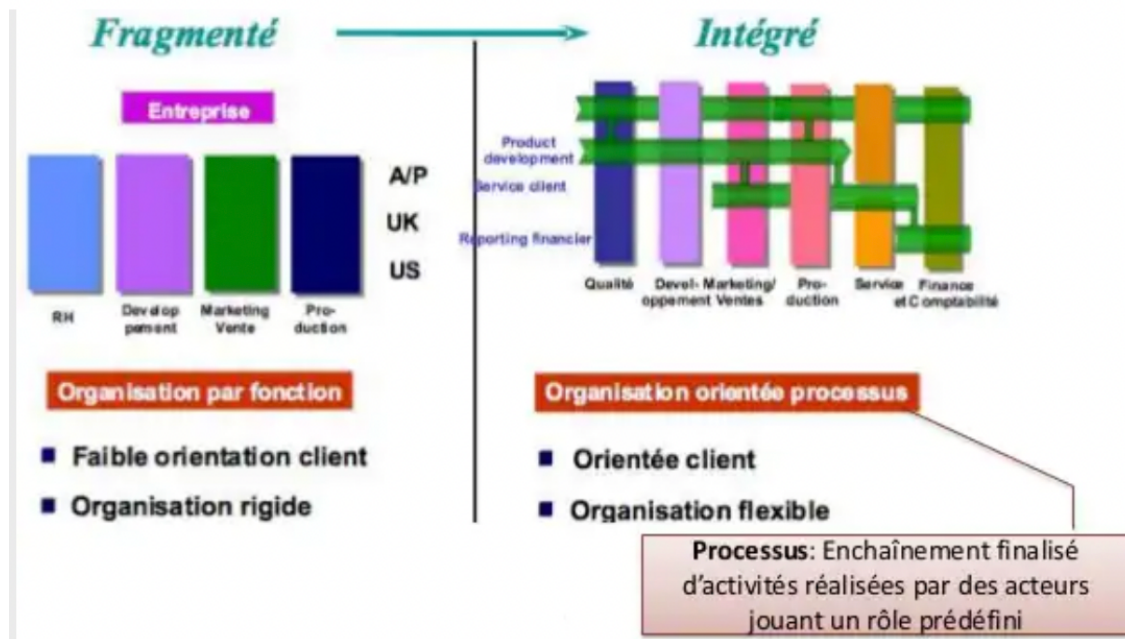 Fragmenté
Intégré
Entreprise
A/P
UK
US
RH
Develop
pement
Marketing
Vente
Pro-
duction
Organisation par fonction
Faible orientation client
Organisation rigide
Product
development
Service client
Reporting financier
Qualité
Devel-
oppement
Marketing/
Ventes
Pro-
duction
Service
Finance
et Comptabilité
Organisation orientée processus
Orientée client
Organisation flexible
Processus: Enchaînement finalisé
d'activités réalisées par des acteurs
jouant un rôle prédéfini